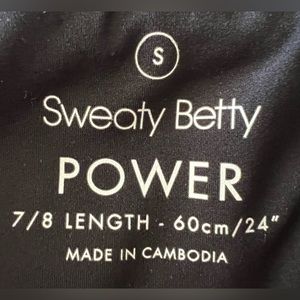 S
Sweaty Betty
POWER
7/8 LENGTH - 60cm/24"
MADE IN CAMBODIA